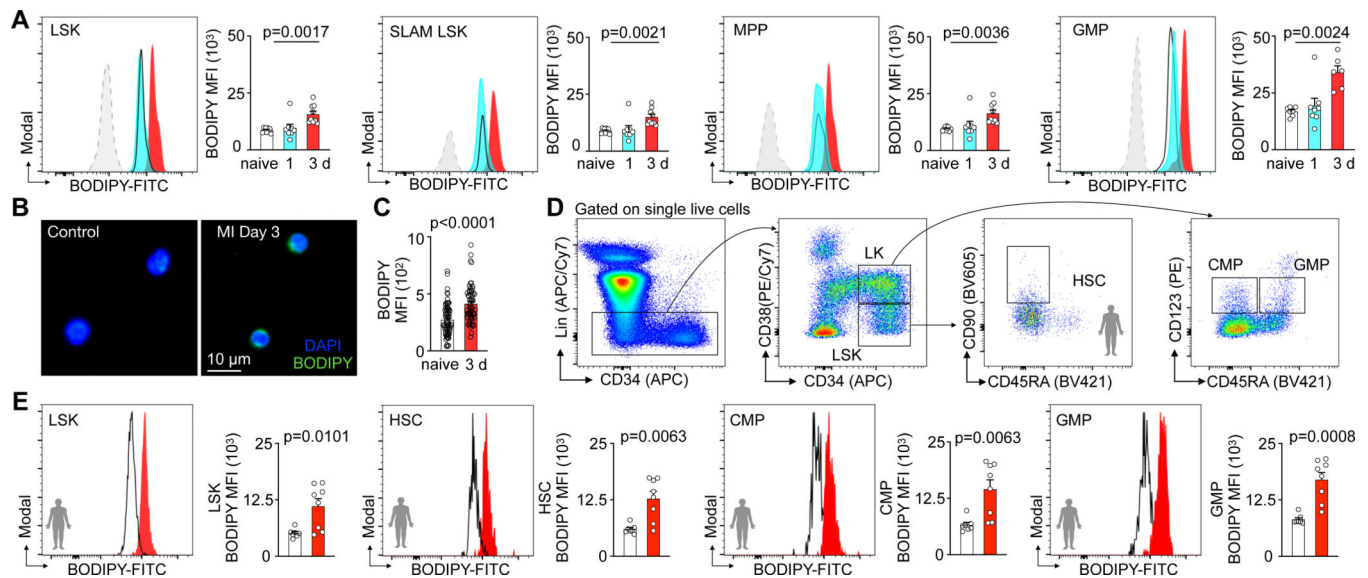 A
LSK
Modal
BODIPY-FITC
BODIPY MFI (10³)
p=0.0017
50
25
0
naive 1 3 d
SLAM LSK
Modal
BODIPY-FITC
BODIPY MFI (10³)
p=0.0021
50
25
0
naive 1 3 d
MPP
Modal
BODIPY-FITC
BODIPY MFI (10³)
p=0.0036
50
25
0
naive 1 3 d
GMP
Modal
BODIPY-FITC
BODIPY MFI (10³)
p=0.0024
50
25
0
naive 1 3 d
B
Control
MI Day 3
10 µm
DAPI
BODIPY
C
p<0.0001
BODIPY
MFI (10²)
10
5
0
naive 3 d
D
Gated on single live cells
Lin (APC/Cy7)
CD34 (APC)
CD38(PE/Cy7)
LK
LSK
CD34 (APC)
CD90 (BV605)
HSC
CD45RA (BV421)
CD123 (PE)
CMP
GMP
CD45RA (BV421)
E
LSK
Modal
BODIPY-FITC
LSK
BODIPY MFI (10³)
p=0.0101
25
12.5
0
HSC
Modal
BODIPY-FITC
HSC
BODIPY MFI (10³)
p=0.0063
25
12.5
0
CMP
Modal
BODIPY-FITC
CMP
BODIPY MFI (10³)
p=0.0063
25
12.5
0
GMP
Modal
BODIPY-FITC
GMP
BODIPY MFI (10³)
p=0.0008
25
12.5
0